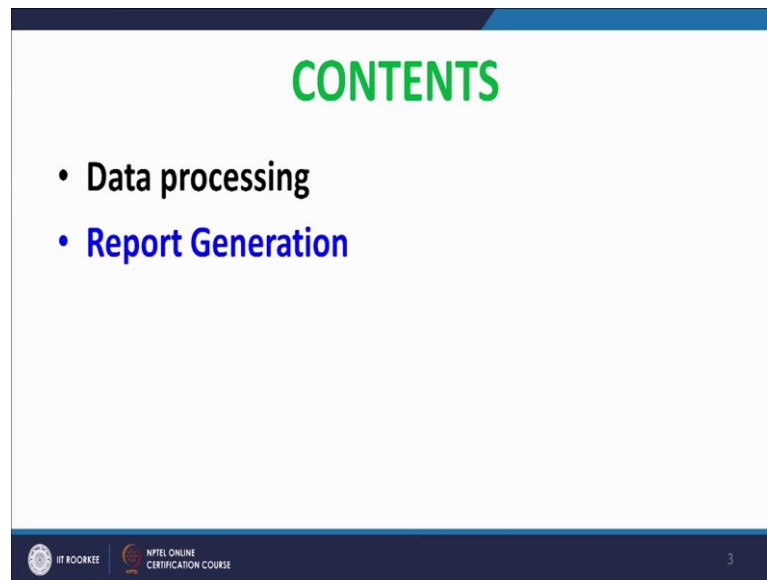 CONTENTS
• Data processing
• Report Generation
IIT ROORKEE
NPTEL ONLINE
CERTIFICATION COURSE
3